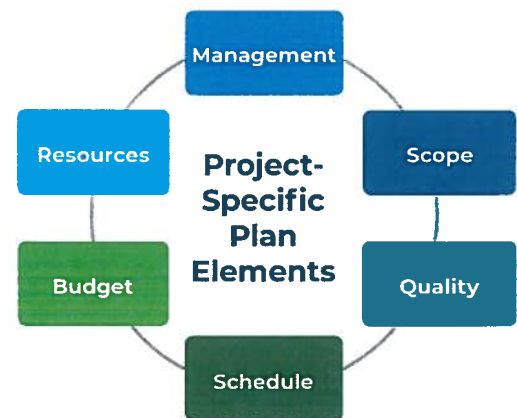 Management
Resources
Scope
Project-
Specific
Plan
Elements
Budget
Quality
Schedule